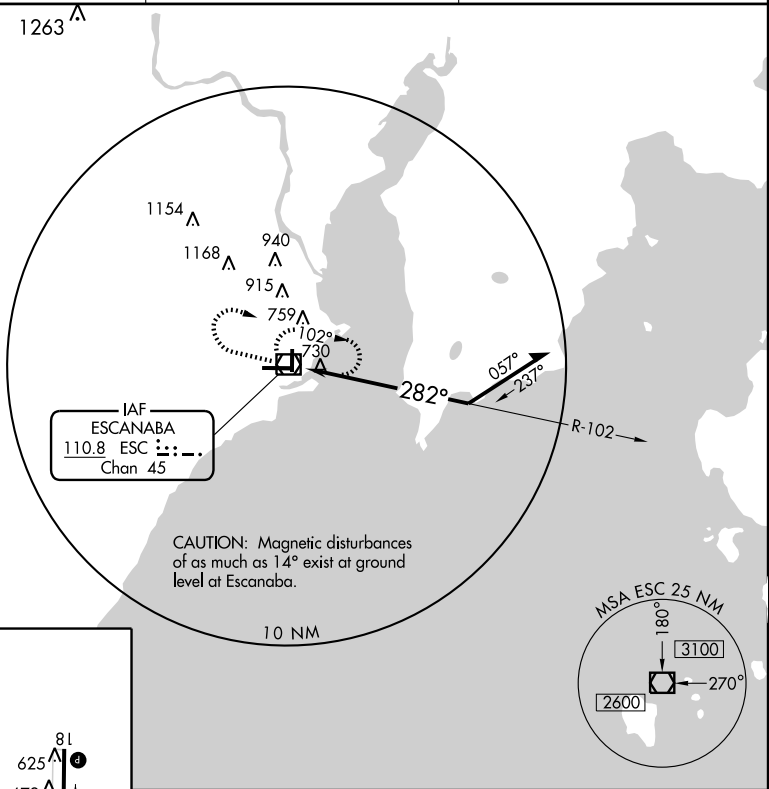 1263
1154
1168
940
915
759
102°
730
282°
057°
237°
R-102
IAF
ESCANABA
110.8 ESC
Chan 45
CAUTION: Magnetic disturbances
of as much as 14° exist at ground
level at Escanaba.
10 NM
MSA ESC 25 NM
180°
3100
270°
2600
18
625
P